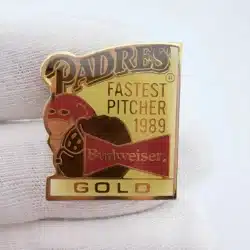 PADRES
®
FASTEST
PITCHER
1989
Budweiser
GOLD